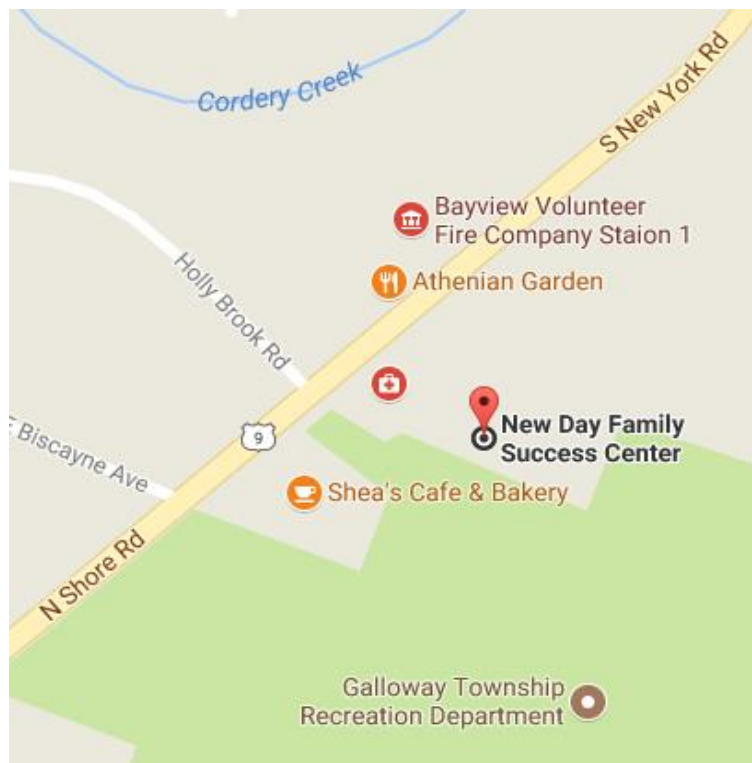 Cordery Creek
S New York Rd
Bayview Volunteer
Fire Company Staion 1
Athenian Garden
Holly Brook Rd
New Day Family
Success Center
9
E Biscayne Ave
Shea's Cafe & Bakery
N Shore Rd
Galloway Township
Recreation Department